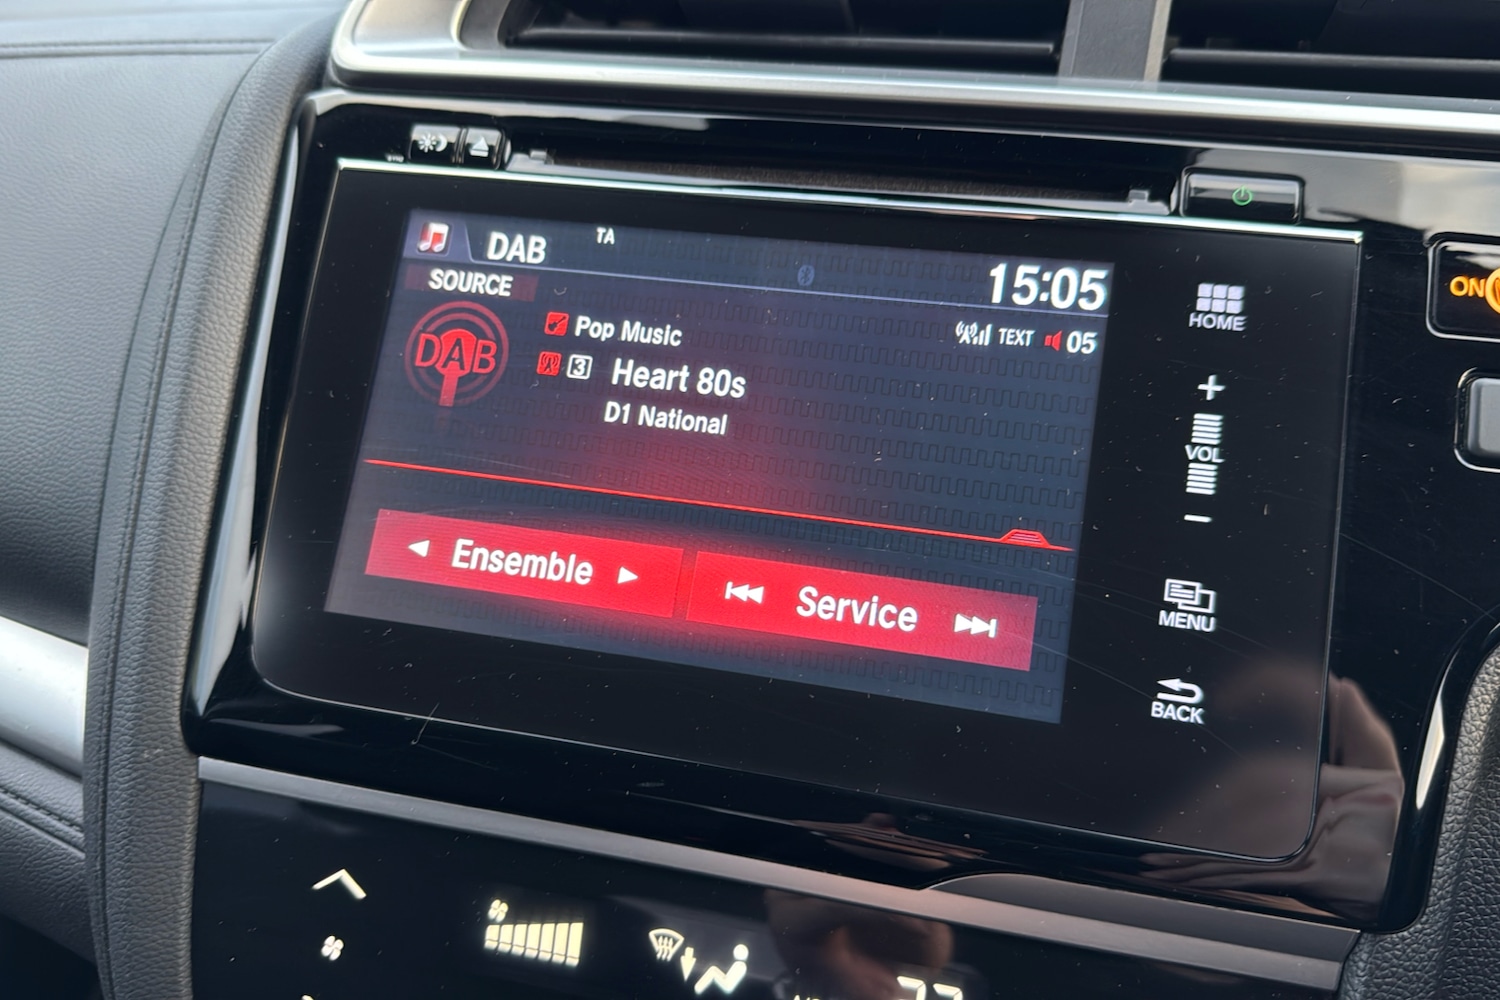 DAB
TA
15:05
SOURCE
DAB
Pop Music
TEXT
05
3
Heart 80s
D1 National
Ensemble
Service
HOME
+
VOL
-
MENU
BACK
ON